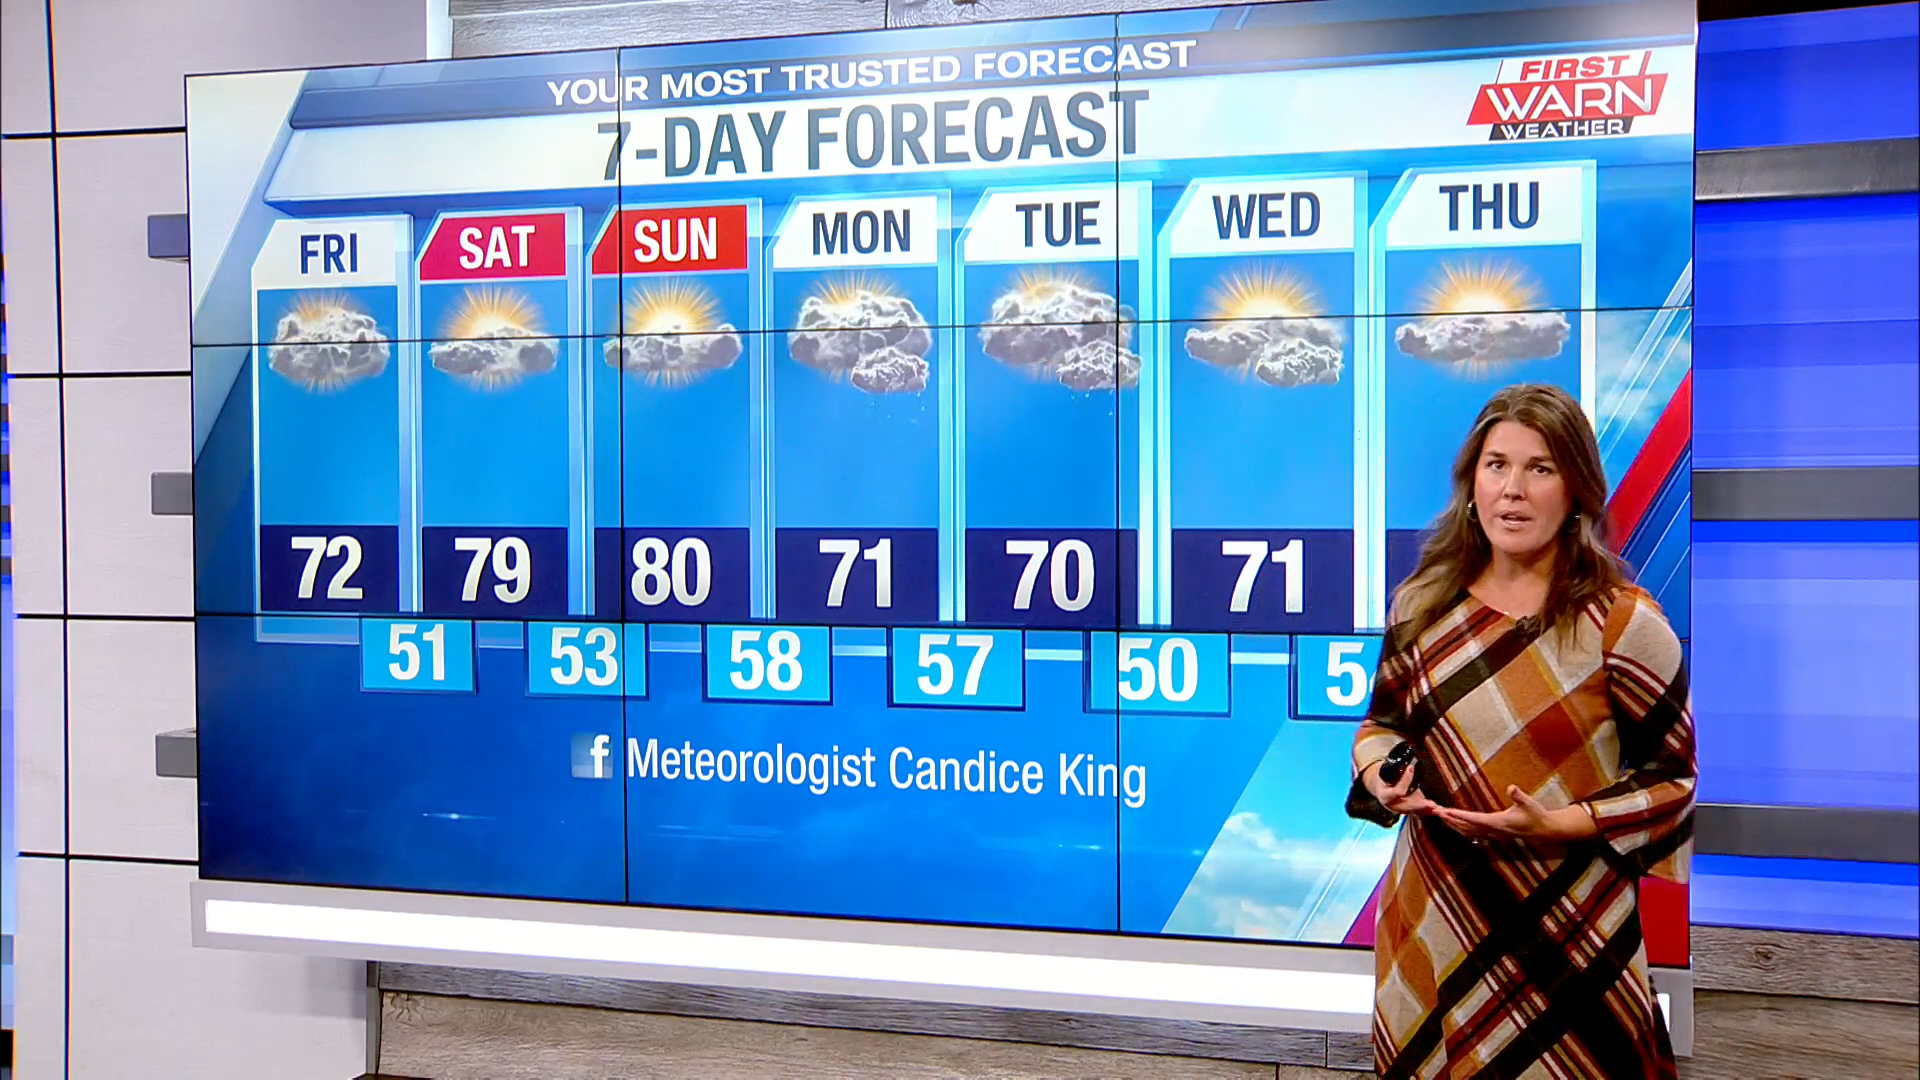 YOUR MOST TRUSTED FORECAST
7-DAY FORECAST
FIRST
WARN
WEATHER
FRI SAT SUN MON TUE WED THU
72 79 80 71 70 71
51 53 58 57 50
f Meteorologist Candice King